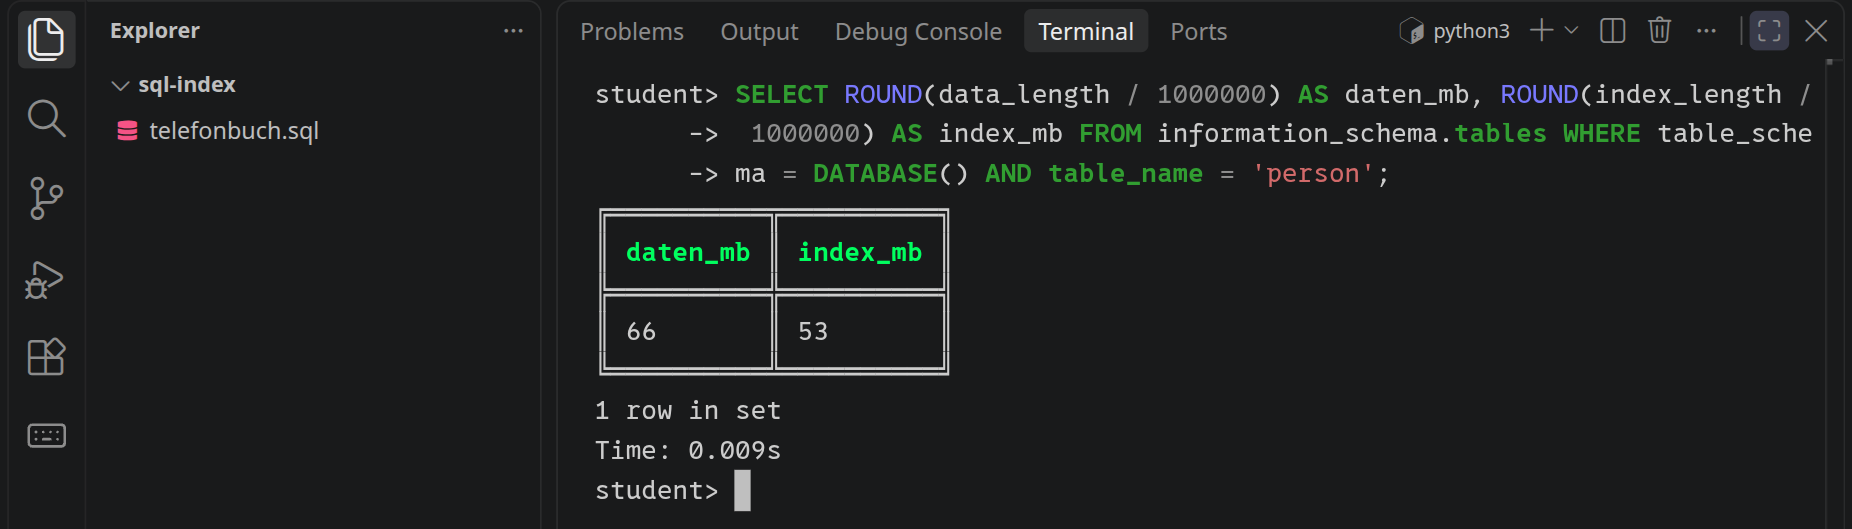 Explorer
sql-index
telefonbuch.sql
Problems Output Debug Console Terminal Ports python3
student> SELECT ROUND(data_length / 1000000) AS daten_mb, ROUND(index_length /
-> 1000000) AS index_mb FROM information_schema.tables WHERE table_sche
-> ma = DATABASE() AND table_name = 'person';
daten_mb index_mb
66 53
1 row in set
Time: 0.009s
student>